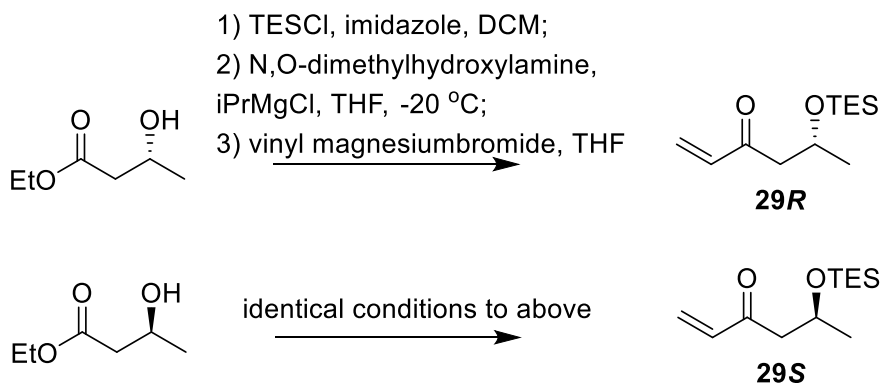 1) TESCl, imidazole, DCM;
2) N,O-dimethylhydroxylamine,
iPrMgCl, THF, -20 °C;
3) vinyl magnesiumbromide, THF
O
OH
EtO
O
OTES
29R
O
OH
EtO
identical conditions to above
O
OTES
29S